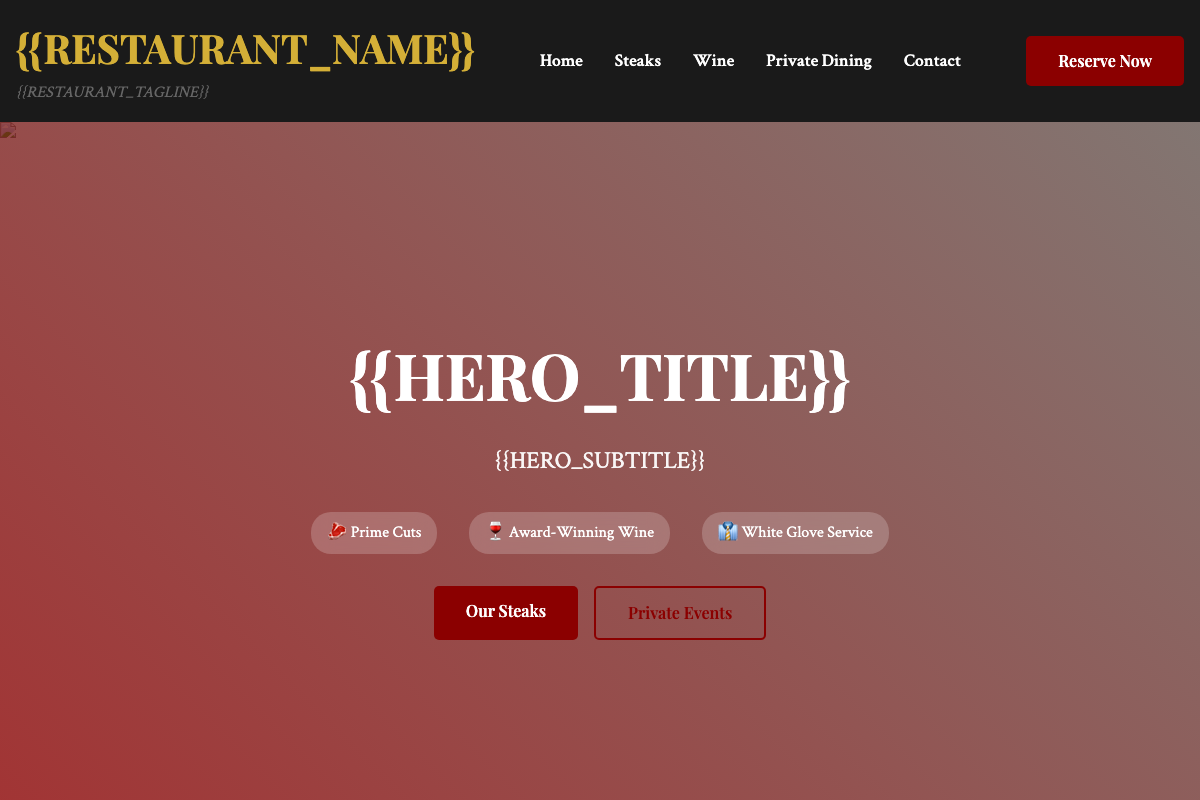 {{RESTAURANT_NAME}}
{{RESTAURANT_TAGLINE}}
Home Steaks Wine Private Dining Contact
Reserve Now
{{HERO_TITLE}}
{{HERO_SUBTITLE}}
🥩 Prime Cuts 🍷 Award-Winning Wine 👔 White Glove Service
Our Steaks Private Events